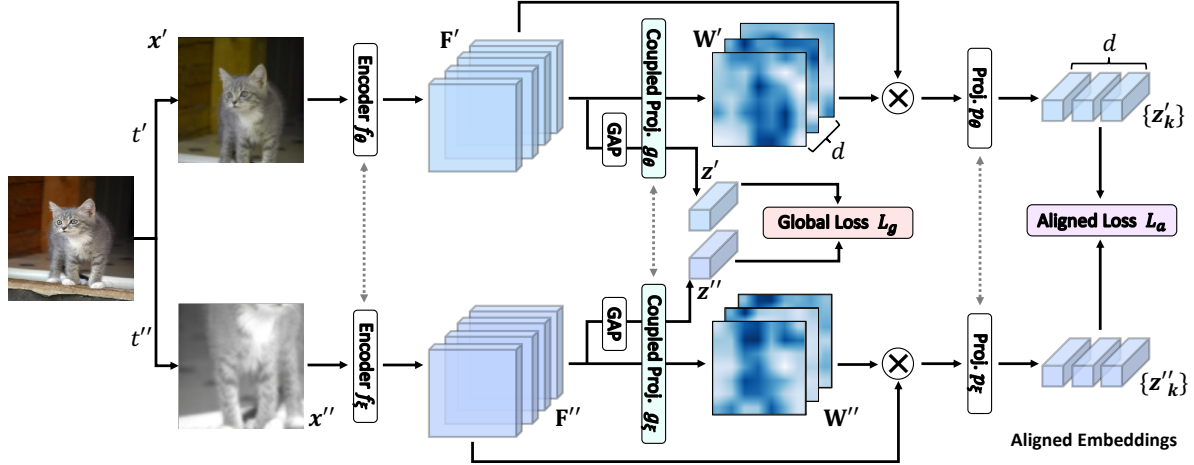 x′
t′
Encoder f_θ
F′
GAP
Coupled Proj. g_θ
W′
d
Proj. p_θ
d
{z′_k}
z′
Global Loss L_g
z′′
Aligned Loss L_a
t′′
x′′
Encoder f_ξ
F′′
GAP
Coupled Proj. g_ξ
W′′
Proj. p_ξ
{z′′_k}
Aligned Embeddings